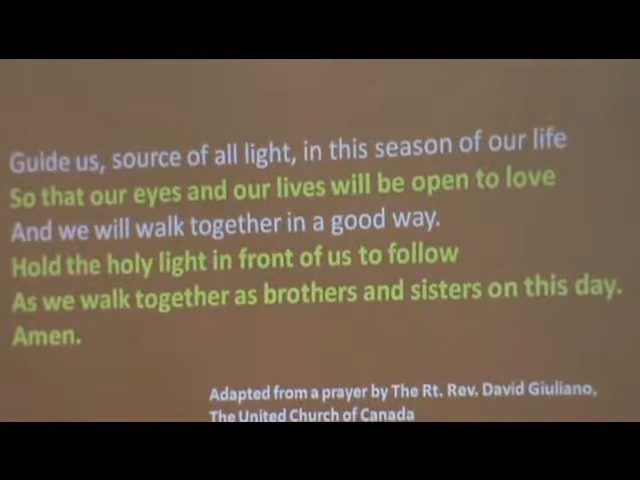 Guide us, source of all light, in this season of our life
So that our eyes and our lives will be open to love
And we will walk together in a good way.
Hold the holy light in front of us to follow
As we walk together as brothers and sisters on this day.
Amen.
Adapted from a prayer by The Rt. Rev. David Giuliano,
The United Church of Canada